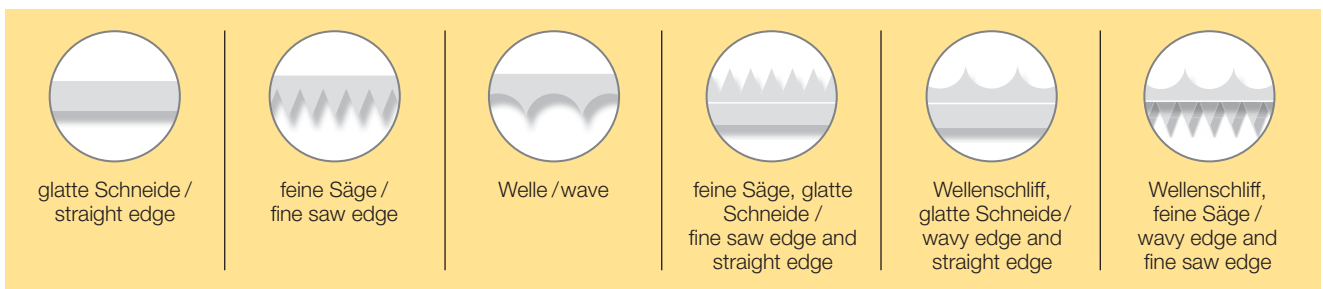 glatte Schneide /
straight edge
feine Säge /
fine saw edge
Welle / wave
feine Säge, glatte
Schneide /
fine saw edge and
straight edge
Wellenschliff,
glatte Schneide /
wavy edge and
straight edge
Wellenschliff,
feine Säge /
wavy edge and
fine saw edge